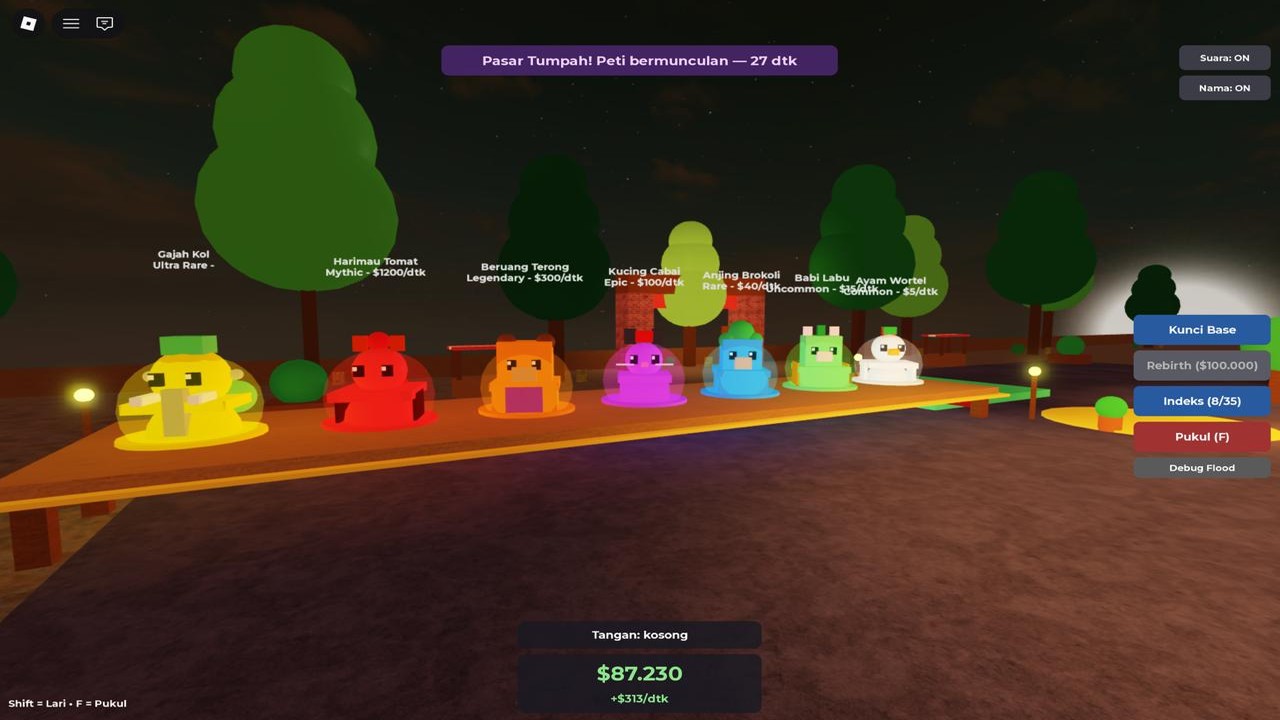 Pasar Tumpah! Peti bermunculan — 27 dtk
Suara: ON
Nama: ON
Gajah Kol
Ultra Rare -
Harimau Tomat
Mythic - $1200/dtk
Beruang Terong
Legendary - $300/dtk
Kucing Cabai
Epic - $100/dtk
Anjing Brokoli
Rare - $40/dtk
Babi Labu
Uncommon - $15/dtk
Ayam Wortel
Common - $5/dtk
Kunci Base
Rebirth ($100.000)
Indeks (8/35)
Pukul (F)
Debug Flood
Tangan: kosong
$87.230
+$313/dtk
Shift = Lari • F = Pukul